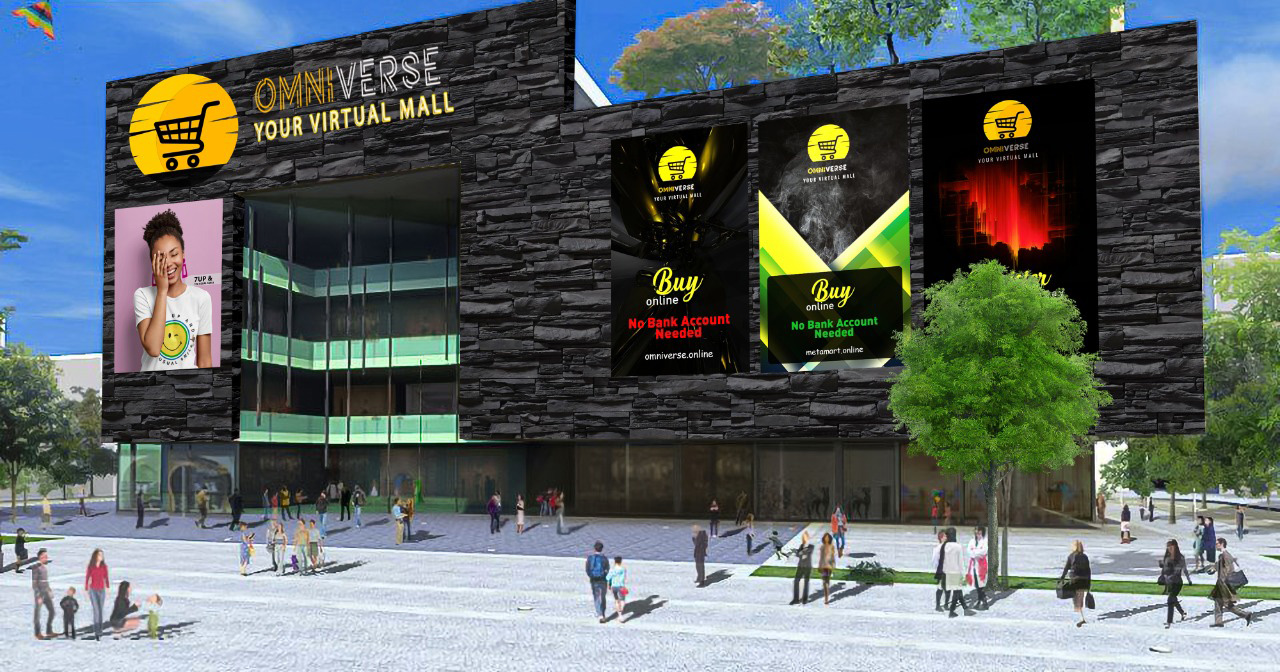 OMNIVERSE
YOUR VIRTUAL MALL
7UP &
OMNIVERSE
YOUR VIRTUAL MALL
Buy
online
No Bank Account
Needed
omniverse.online
OMNIVERSE
YOUR VIRTUAL MALL
Buy
online
No Bank Account
Needed
metamart.online
OMNIVERSE
YOUR VIRTUAL MALL